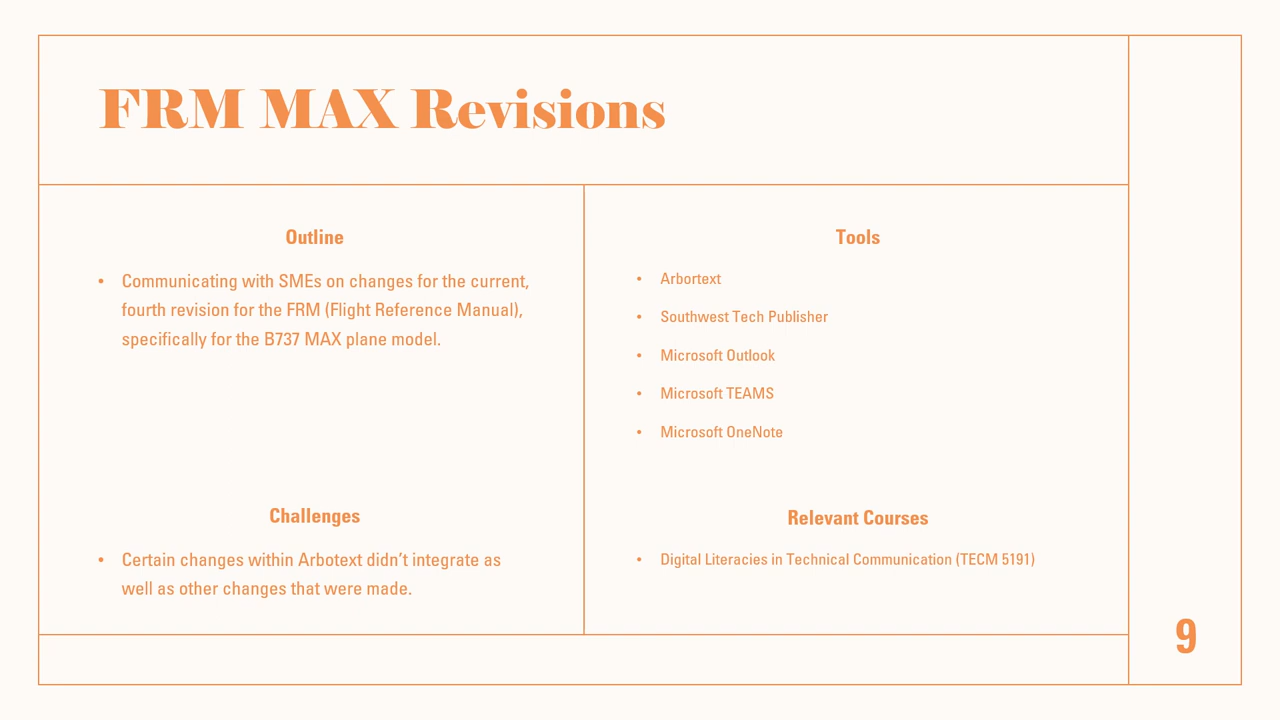 FRM MAX Revisions
Outline
• Communicating with SMEs on changes for the current,
fourth revision for the FRM (Flight Reference Manual),
specifically for the B737 MAX plane model.
Challenges
• Certain changes within Arbotext didn’t integrate as
well as other changes that were made.
Tools
• Arbortext
• Southwest Tech Publisher
• Microsoft Outlook
• Microsoft TEAMS
• Microsoft OneNote
Relevant Courses
• Digital Literacies in Technical Communication (TECM 5191)
9